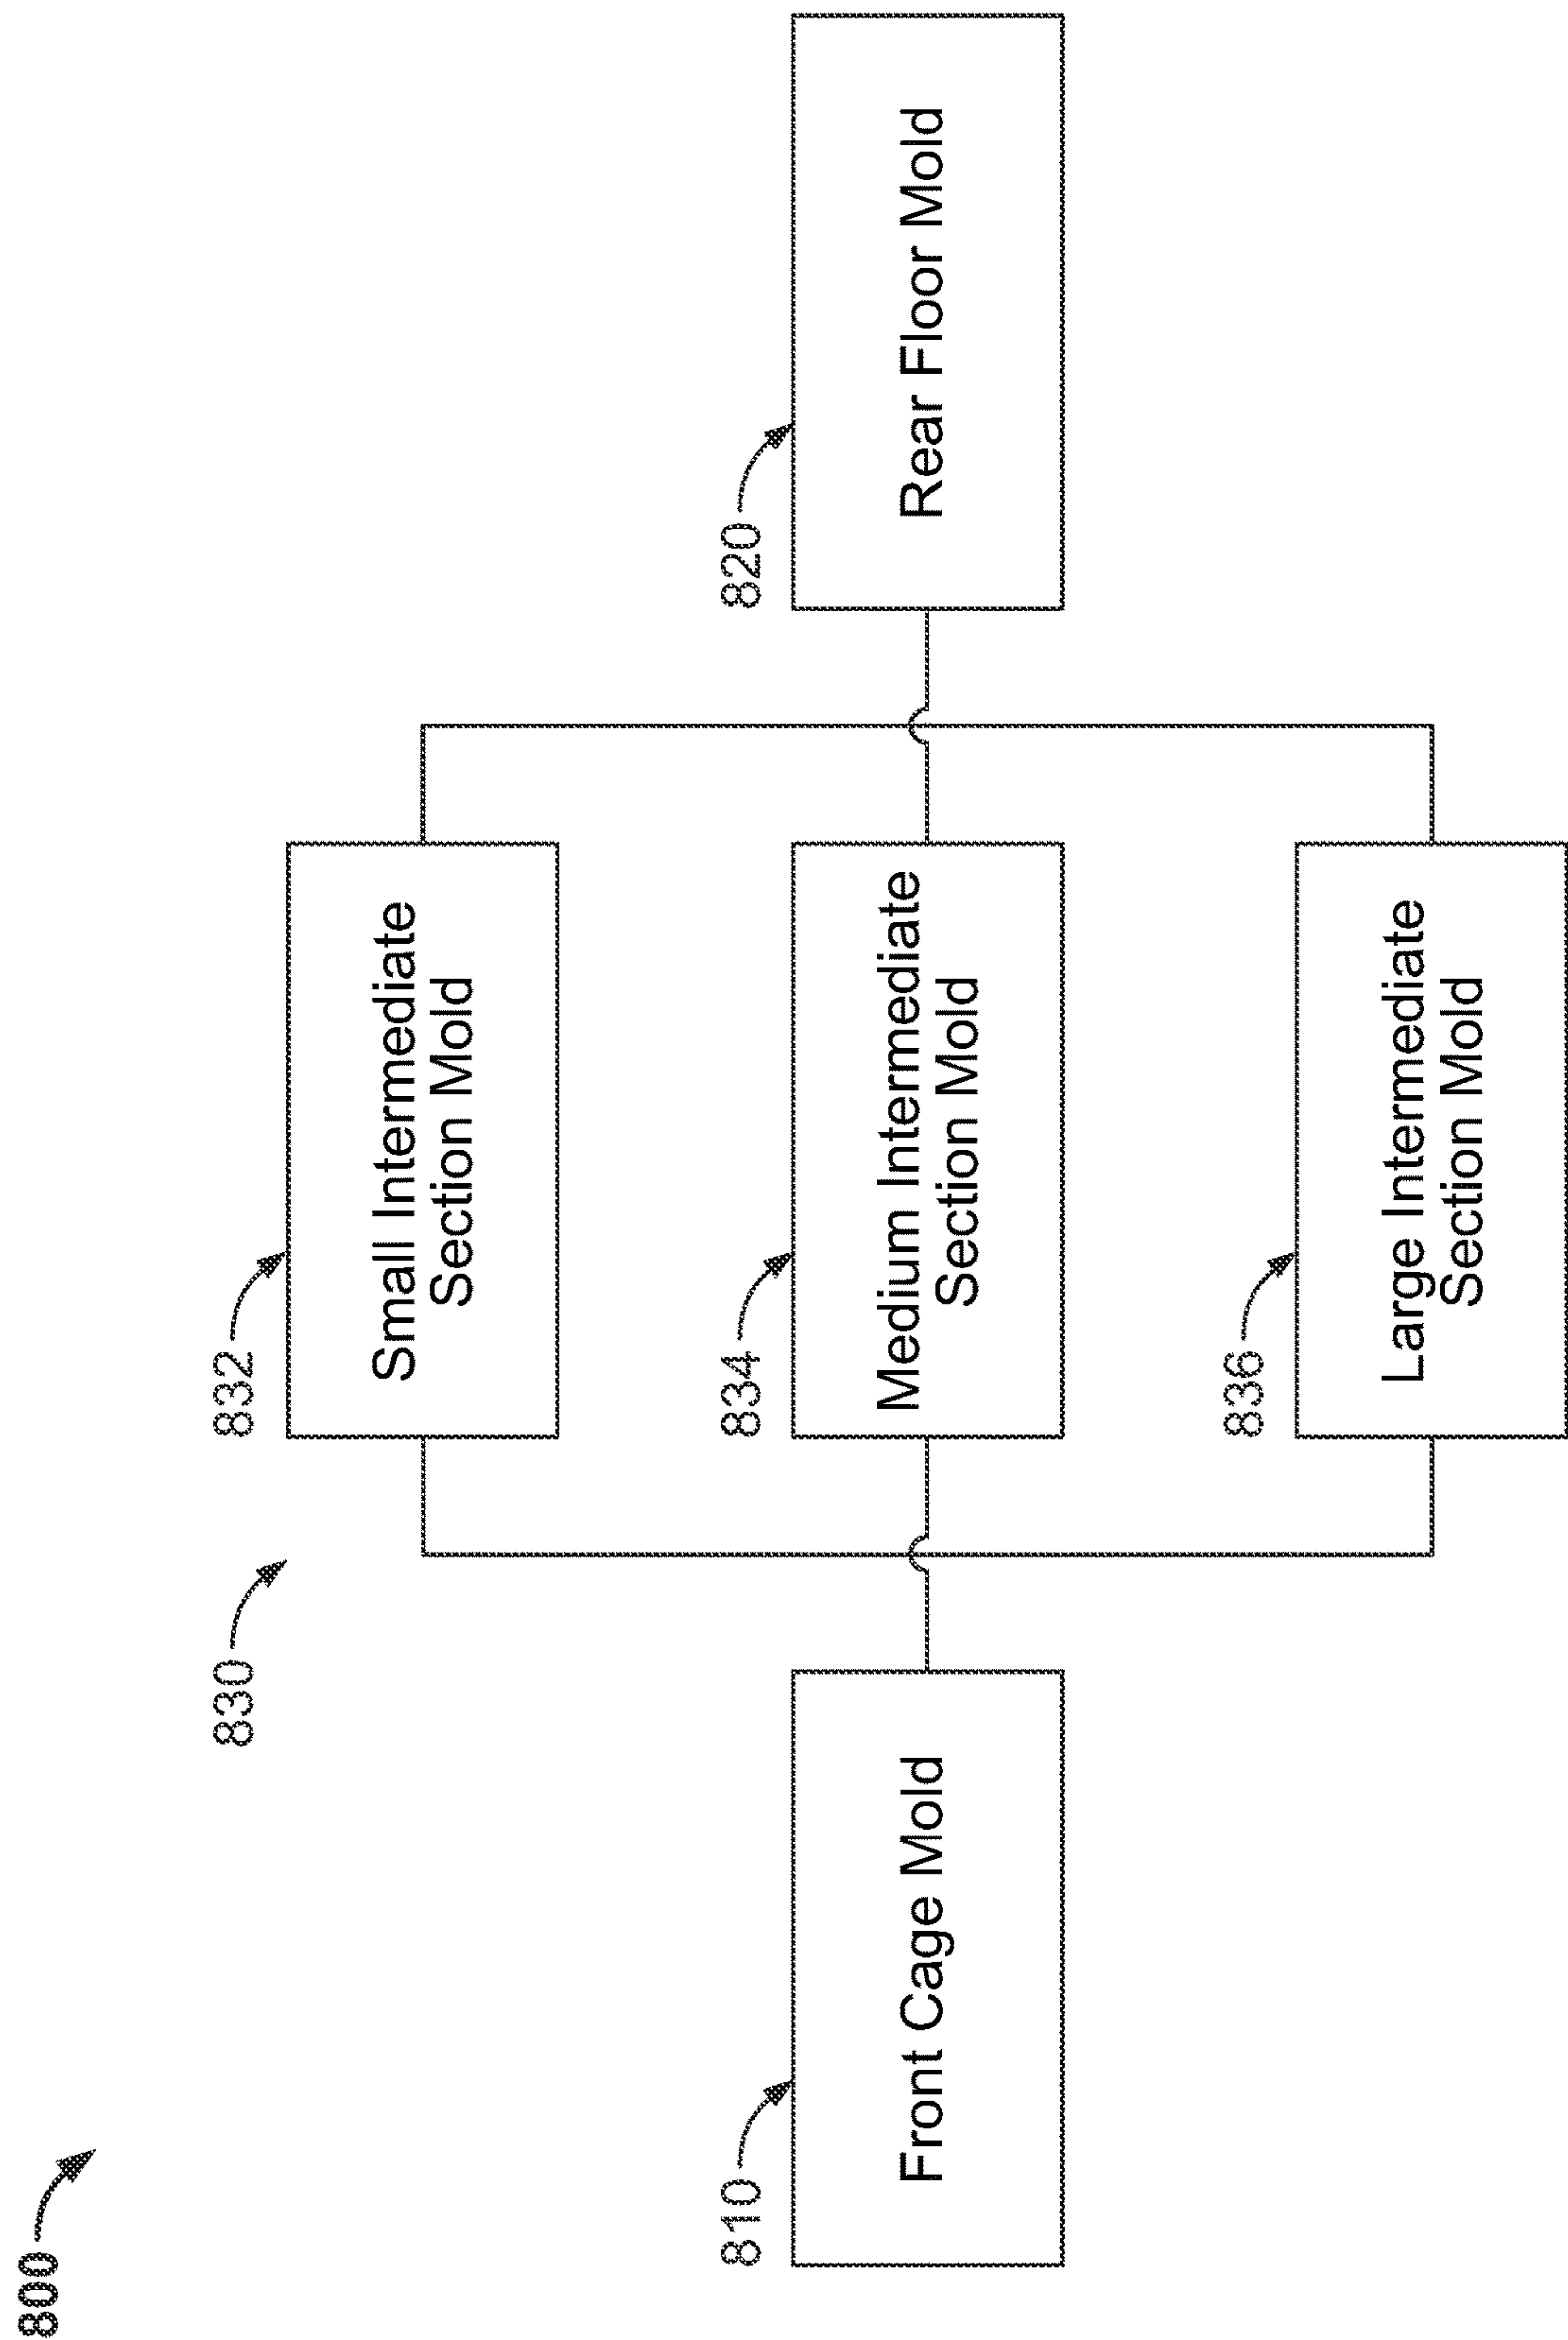 800
830
832
Small Intermediate
Section Mold
810
Front Cage Mold
834
Medium Intermediate
Section Mold
820
Rear Floor Mold
836
Large Intermediate
Section Mold